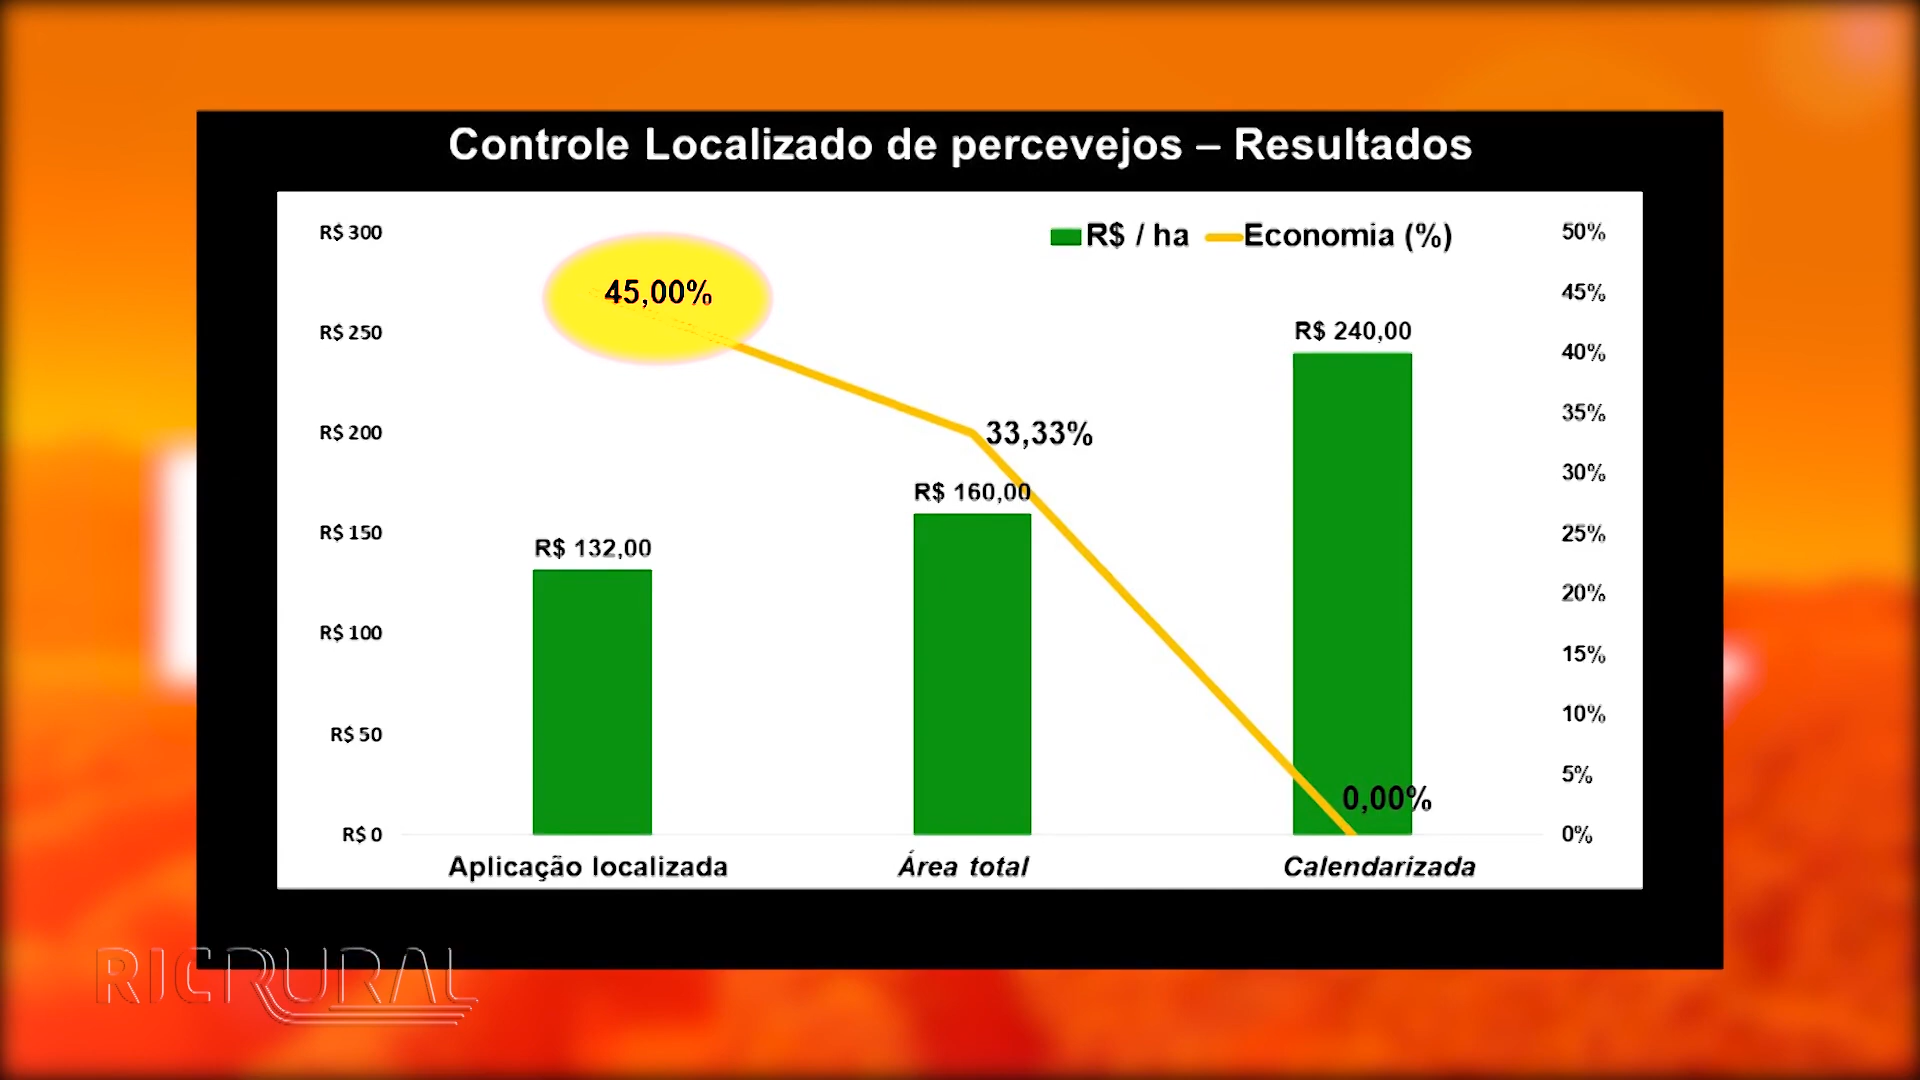 Controle Localizado de percevejos – Resultados
R$ / ha Economia (%)
R$ 300
R$ 250
R$ 200
R$ 150
R$ 100
R$ 50
R$ 0
50%
45%
40%
35%
30%
25%
20%
15%
10%
5%
0%
45,00%
33,33%
0,00%
R$ 132,00
R$ 160,00
R$ 240,00
Aplicação localizada
Área total
Calendarizada
RICRURAL